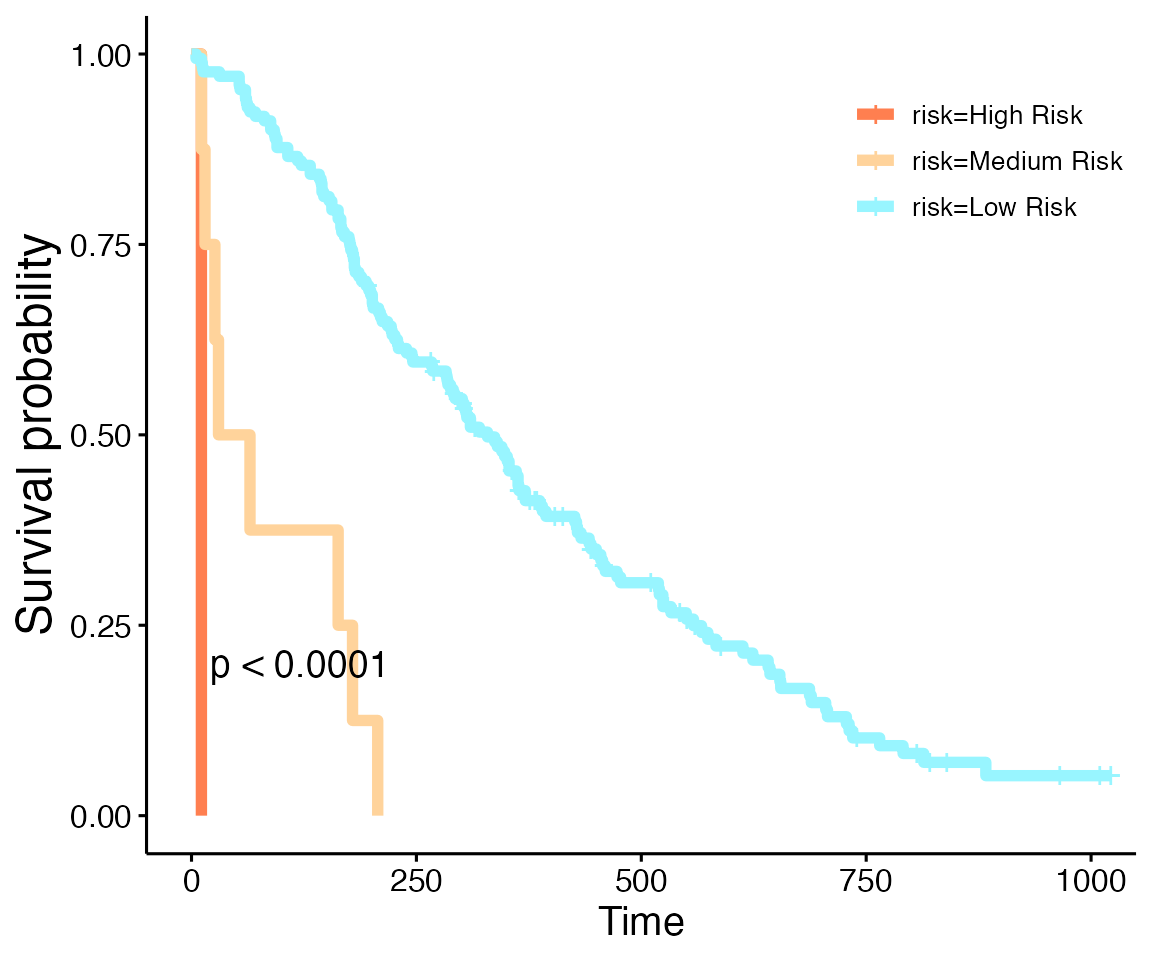 Survival probability
1.00
0.75
0.50
0.25
0.00
risk=High Risk
risk=Medium Risk
risk=Low Risk
p < 0.0001
0
250
500
750
1000
Time